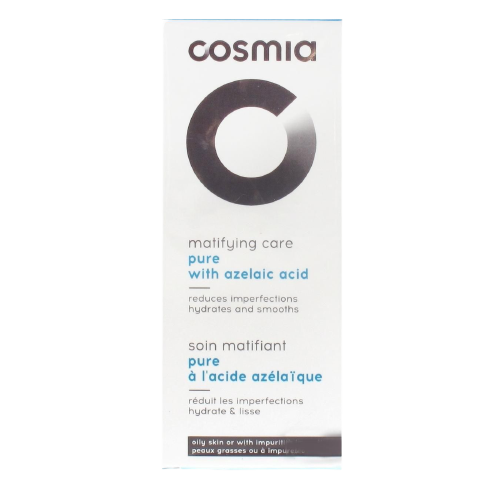 cosmia
matifying care
pure
with azelaic acid
reduces imperfections
hydrates and smooths
soin matifiant
pure
à l'acide azélaïque
réduit les imperfections
hydrate & lisse
oily skin or with
peaux grasses ou à